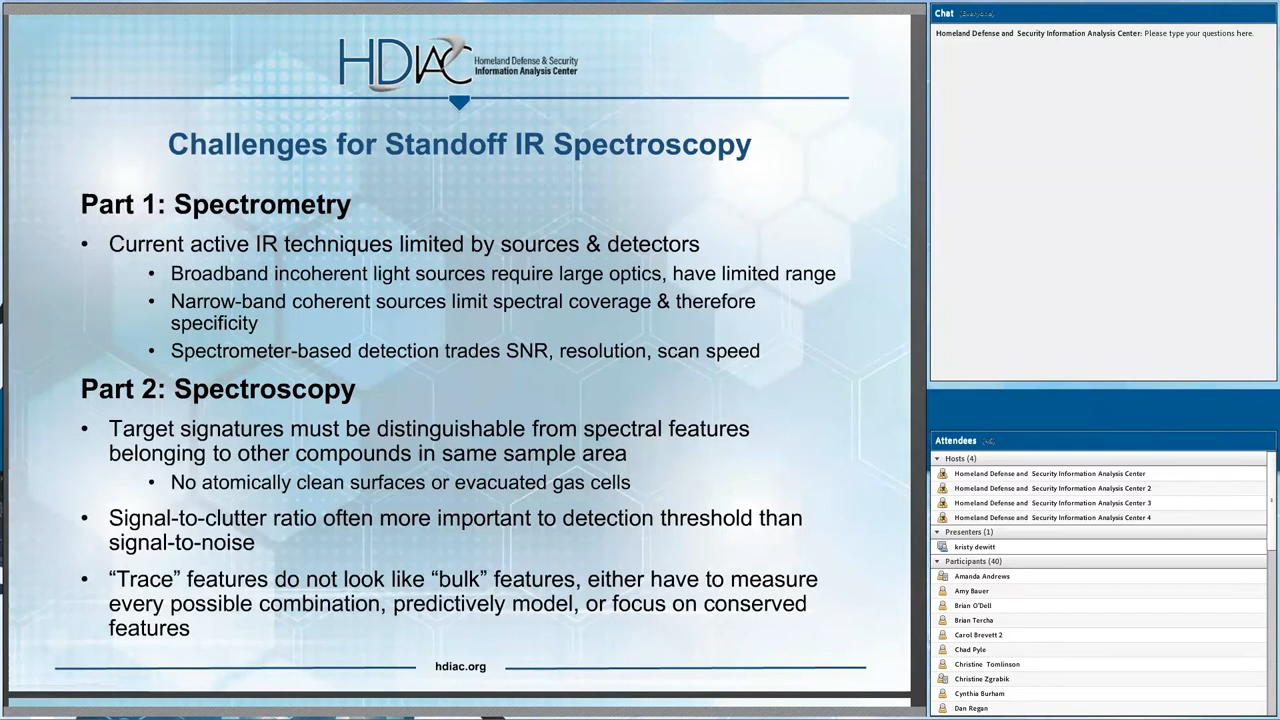 HDIAC Homeland Defense & Security
Information Analysis Center
Challenges for Standoff IR Spectroscopy
Part 1: Spectrometry
• Current active IR techniques limited by sources & detectors
• Broadband incoherent light sources require large optics, have limited range
• Narrow-band coherent sources limit spectral coverage & therefore
specificity
• Spectrometer-based detection trades SNR, resolution, scan speed
Part 2: Spectroscopy
• Target signatures must be distinguishable from spectral features
belonging to other compounds in same sample area
• No atomically clean surfaces or evacuated gas cells
• Signal-to-clutter ratio often more important to detection threshold than
signal-to-noise
• “Trace” features do not look like “bulk” features, either have to measure
every possible combination, predictively model, or focus on conserved
features
hdiac.org
Chat (Everyone)
Homeland Defense and Security Information Analysis Center: Please type your questions here.
Attendees
Hosts (4)
Homeland Defense and Security Information Analysis Center
Homeland Defense and Security Information Analysis Center 2
Homeland Defense and Security Information Analysis Center 3
Homeland Defense and Security Information Analysis Center 4
Presenters (1)
kristy dewitt
Participants (40)
Amanda Andrews
Amy Bauer
Brian O'Dell
Brian Tercha
Carol Brevett 2
Chad Pyle
Christine Tomlinson
Christine Zgrabik
Cynthia Burham
Dan Regan